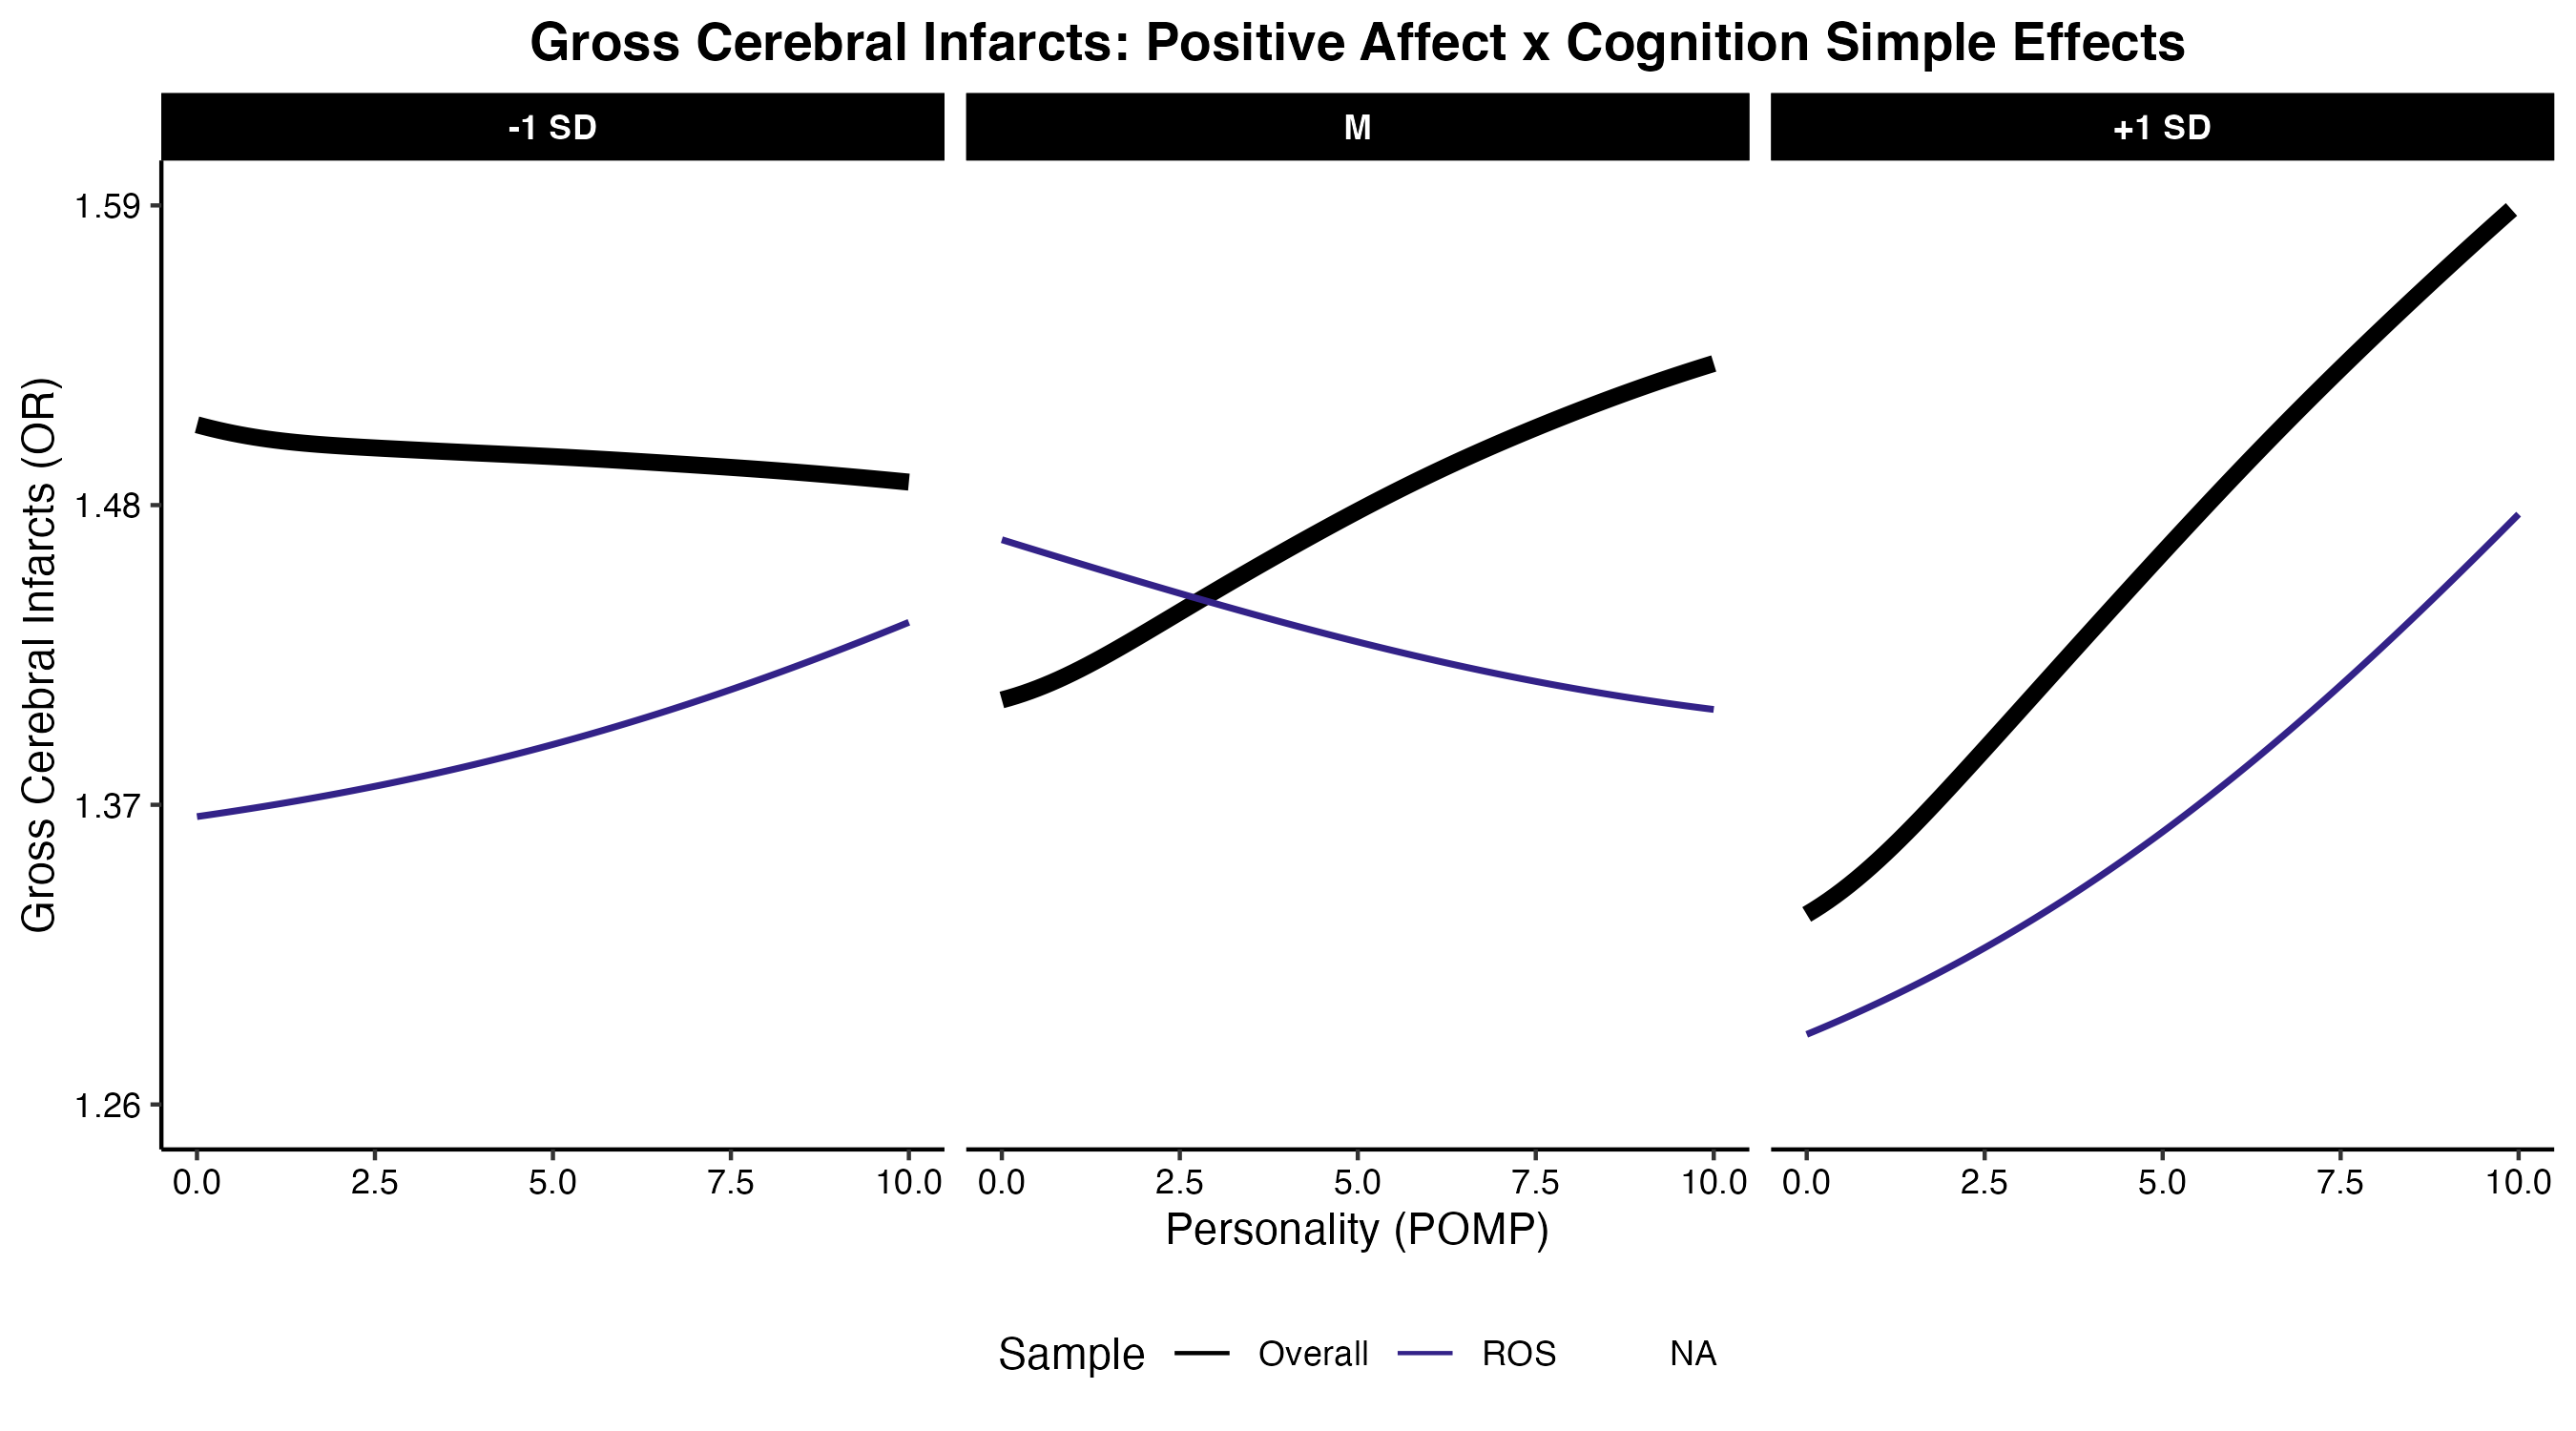 Gross Cerebral Infarcts: Positive Affect x Cognition Simple Effects
-1 SD
M
+1 SD
Gross Cerebral Infarcts (OR)
1.59
1.48
1.37
1.26
0.0 2.5 5.0 7.5 10.0 0.0 2.5 5.0 7.5 10.0 0.0 2.5 5.0 7.5 10.0
Personality (POMP)
Sample Overall ROS NA